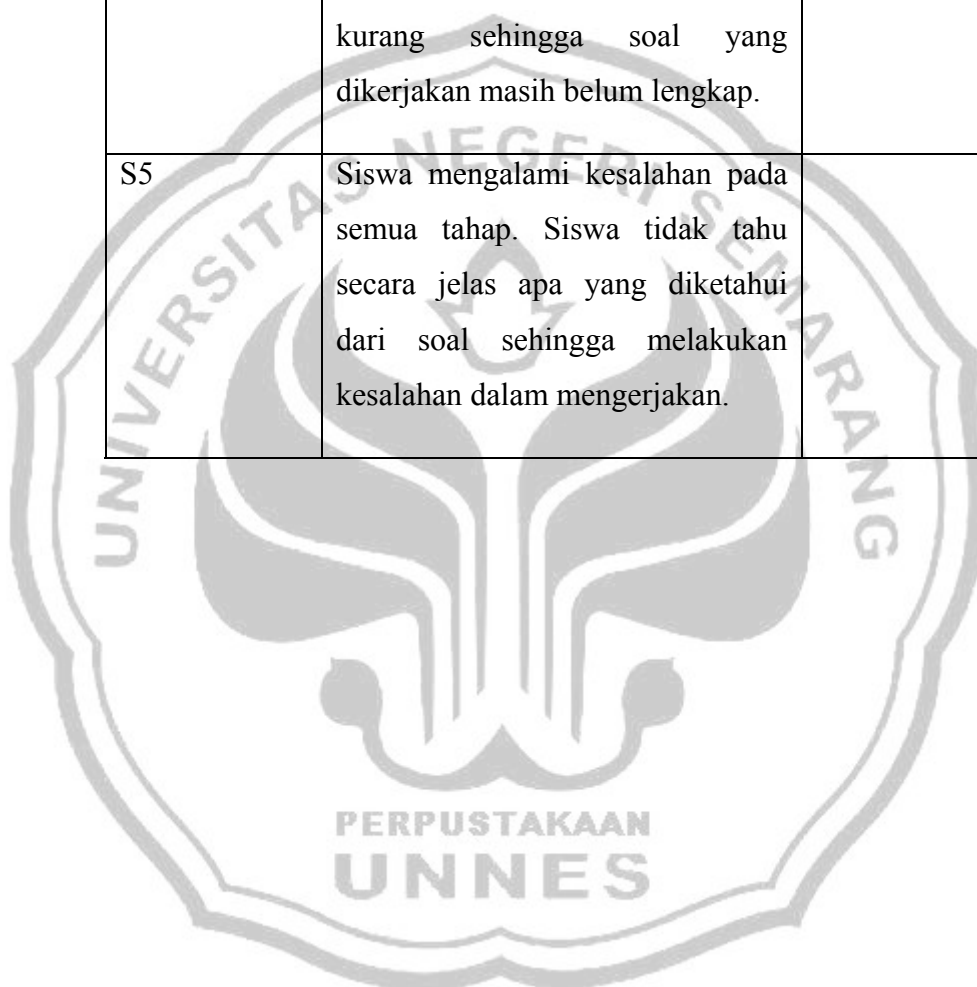 kurang sehingga soal yang
dikerjakan masih belum lengkap.
S5
Siswa mengalami kesalahan pada
semua tahap. Siswa tidak tahu
secara jelas apa yang diketahui
dari soal sehingga melakukan
kesalahan dalam mengerjakan.
UNIVERSITAS NEGERI SEMARANG
PERPUSTAKAAN
UNNES